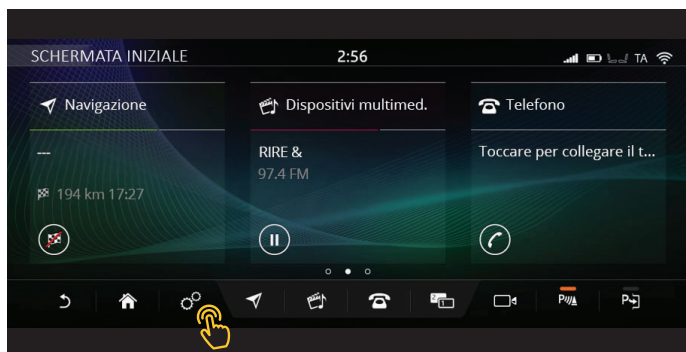 SCHERMATA INIZIALE
2:56
TA
Navigazione
Dispositivi multimed.
Telefono
---
194 km 17:27
RIRE &
97.4 FM
Toccare per collegare il t...